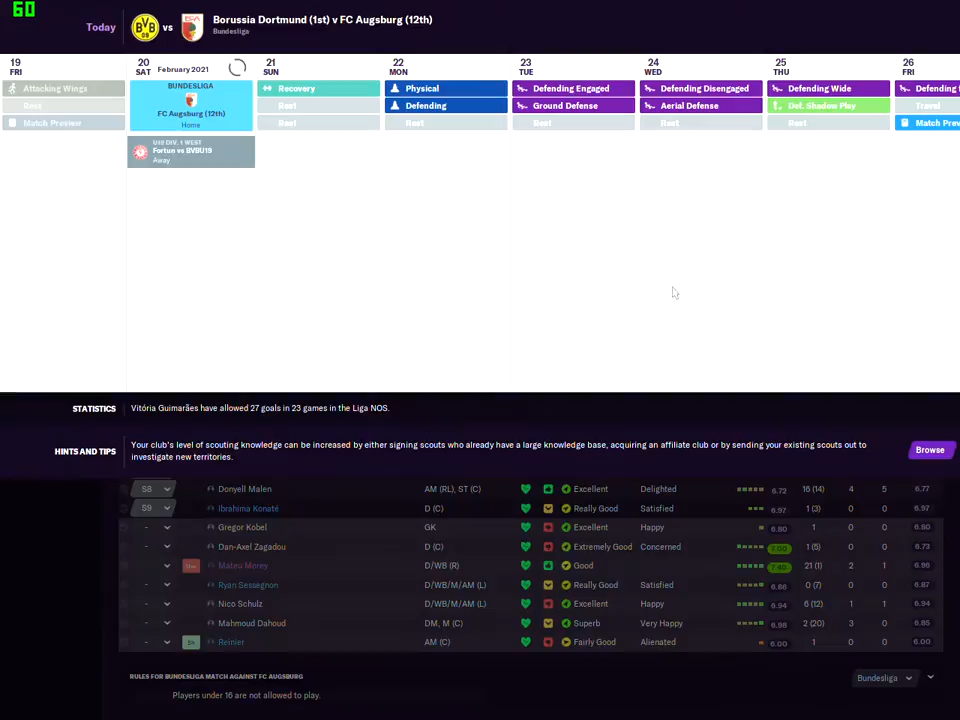 60
Today
BVB 09
vs
Borussia Dortmund (1st) v FC Augsburg (12th)
Bundesliga
19 FRI
20 SAT February 2021
21 SUN
22 MON
23 TUE
24 WED
25 THU
26 FRI
Attacking Wings
Rest
Match Preview
BUNDESLIGA
FC Augsburg (12th)
Home
U19 DIV. 1 WEST
Fortun vs BVBU19
Away
Recovery
Rest
Rest
Physical
Defending
Rest
Defending Engaged
Ground Defense
Rest
Defending Disengaged
Aerial Defense
Rest
Defending Wide
Def. Shadow Play
Rest
Defending
Travel
Match Prev
STATISTICS Vitória Guimarães have allowed 27 goals in 23 games in the Liga NOS.
HINTS AND TIPS
Your club's level of scouting knowledge can be increased by either signing scouts who already have a large knowledge base, acquiring an affiliate club or by sending your existing scouts out to
investigate new territories.
Browse
S8 Donyell Malen AM (RL), ST (C) Excellent Delighted 6.72 16 (14) 4 5 6.77
S9 Ibrahima Konaté D (C) Really Good Satisfied 6.97 1 (3) 0 0 6.97
- Gregor Kobel GK Excellent Happy 6.80 1 0 0 6.80
- Dan-Axel Zagadou D (C) Extremely Good Concerned 7.00 1 (5) 0 0 6.73
- Mateu Morey D/WB (R) Good 7.40 21 (1) 2 1 6.96
- Ryan Sessegnon D/WB/M/AM (L) Really Good Satisfied 6.86 0 (7) 0 0 6.87
- Nico Schulz D/WB/M/AM (L) Excellent Happy 6.94 6 (12) 1 1 6.94
- Mahmoud Dahoud DM, M (C) Superb Very Happy 6.98 2 (20) 3 0 6.85
- Reinier AM (C) Fairly Good Alienated 6.00 1 0 0 6.00
RULES FOR BUNDESLIGA MATCH AGAINST FC AUGSBURG
Bundesliga
Players under 16 are not allowed to play.